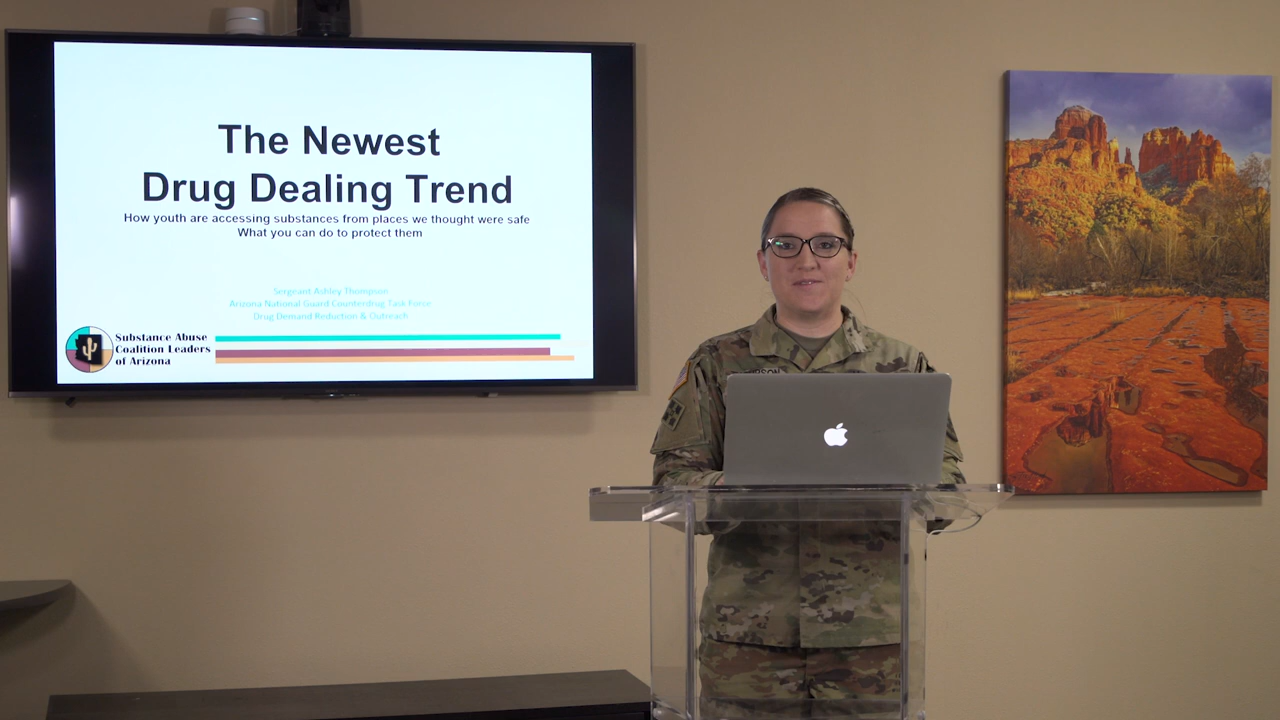 The Newest
Drug Dealing Trend
How youth are accessing substances from places we thought were safe
What you can do to protect them
Sergeant Ashley Thompson
Arizona National Guard Counterdrug Task Force
Drug Demand Reduction & Outreach
Substance Abuse
Coalition Leaders
of Arizona